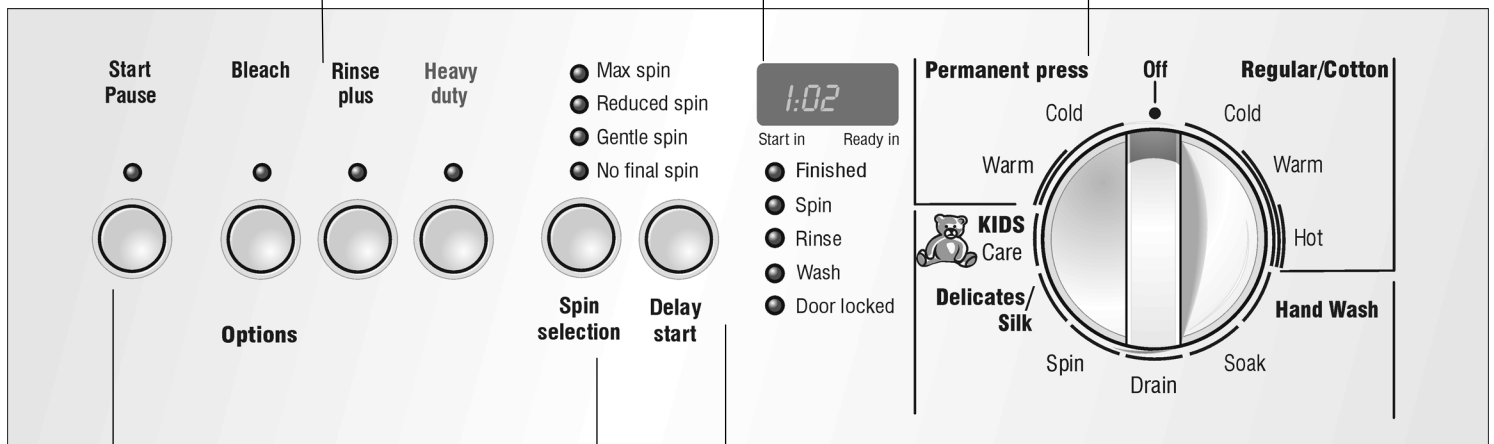 Start
Pause
Bleach
Rinse
plus
Heavy
duty
Options
Max spin
Reduced spin
Gentle spin
No final spin
Spin
selection
Delay
start
1:02
Start in Ready in
Finished
Spin
Rinse
Wash
Door locked
Permanent press
Off
Regular/Cotton
Cold
Cold
Warm
Warm
KIDS
Care
Hot
Delicates/
Silk
Hand Wash
Spin
Drain
Soak